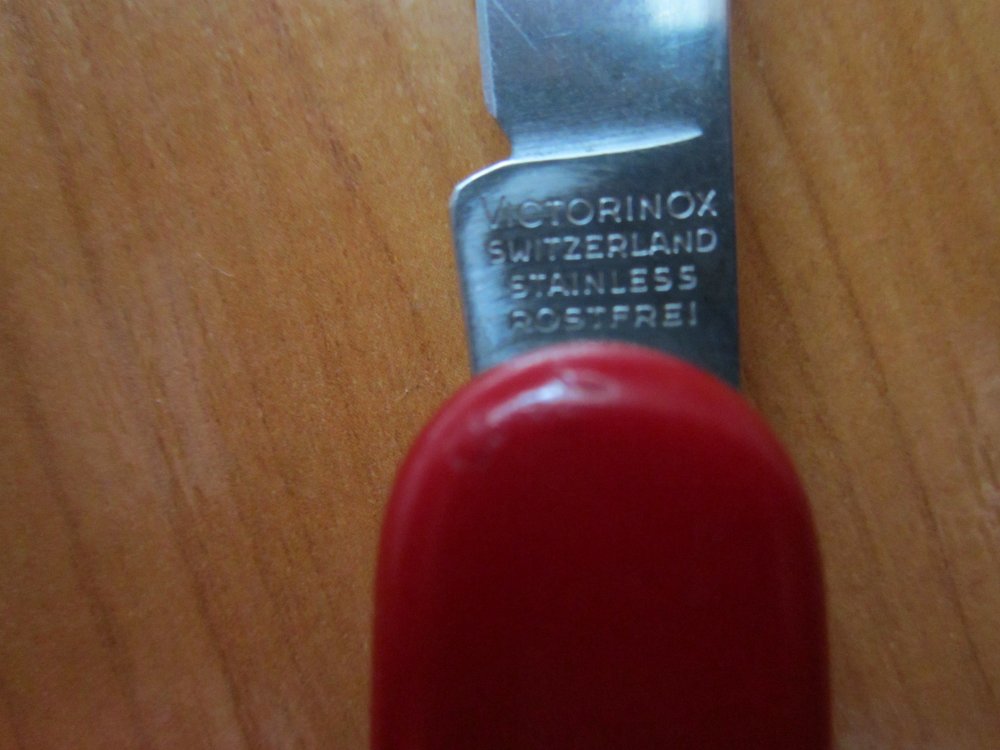 VICTORINOX
SWITZERLAND
STAINLESS
ROSTFREI